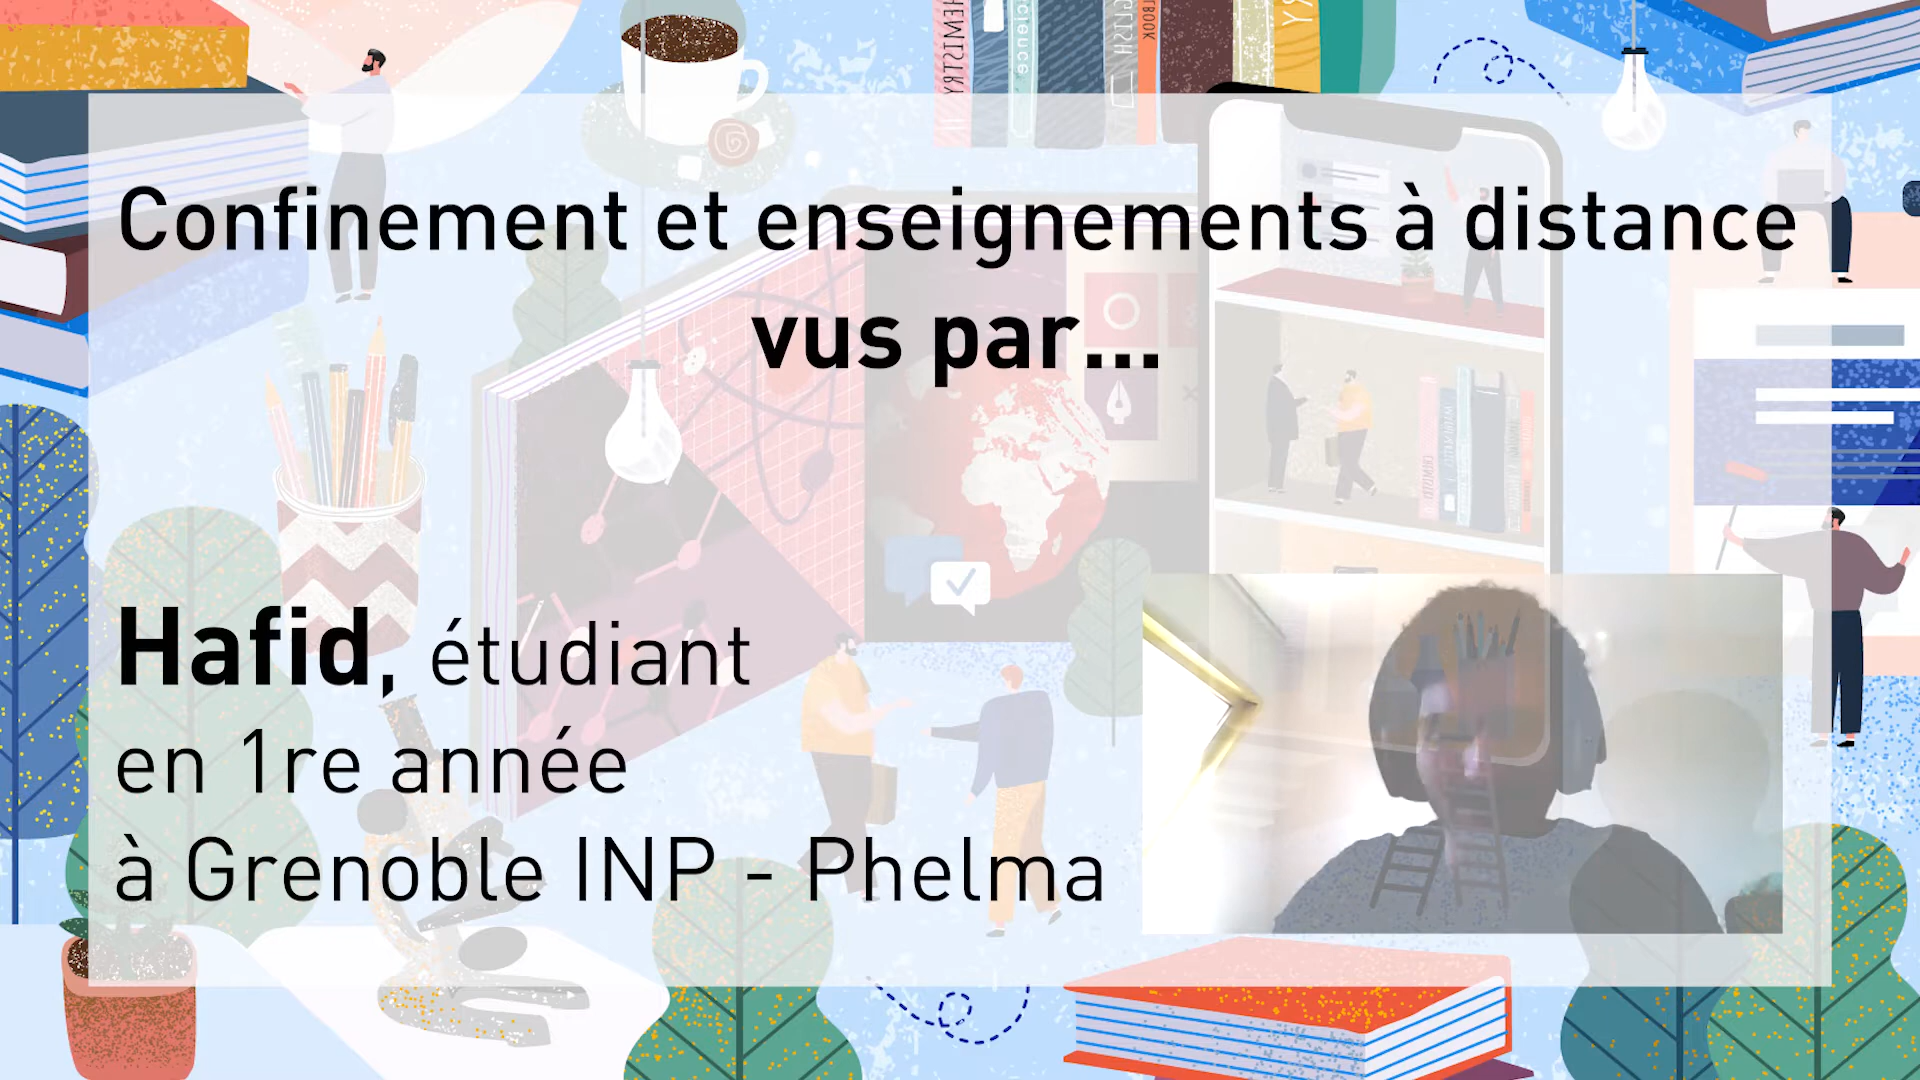 Confinement et enseignements à distance
vus par...
Hafid, étudiant
en 1re année
à Grenoble INP - Phelma